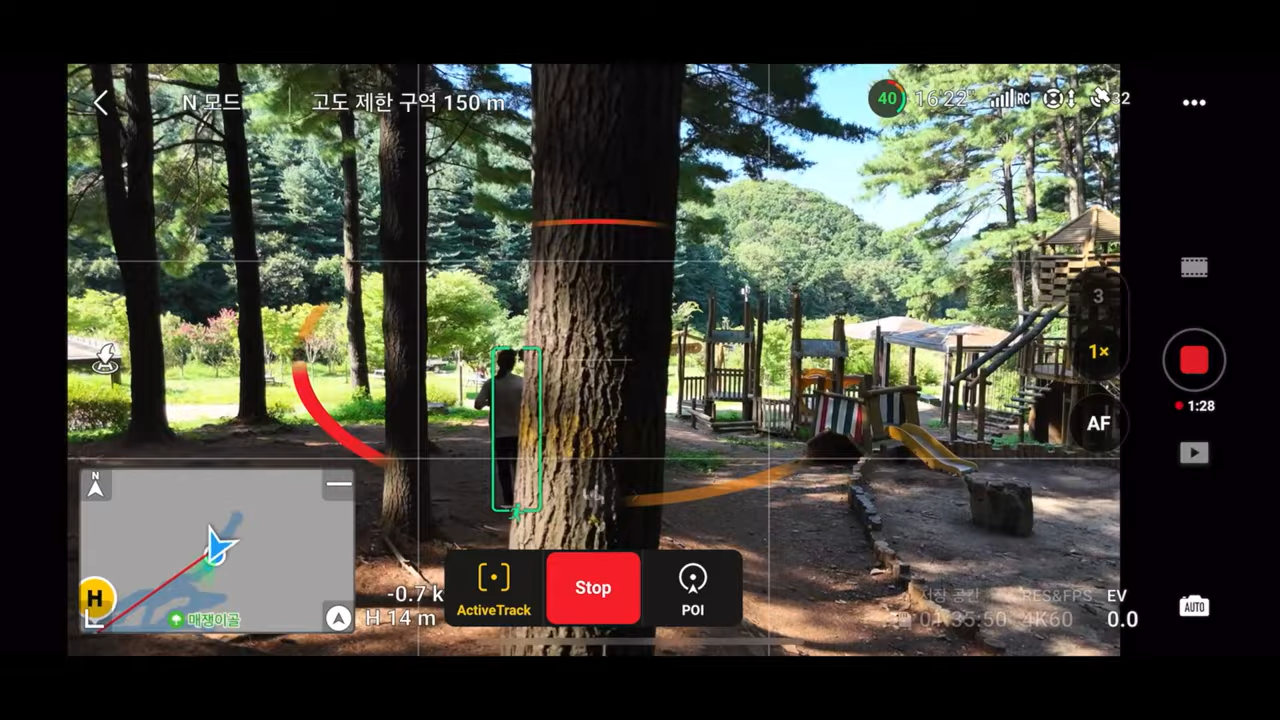 N 모드
고도 제한 구역 150 m
40
16'22"
RC
32
3
1×
AF
1:28
N
H
매쟁이골
-0.7 k
H 14 m
ActiveTrack
Stop
POI
저장 공간
01:35:50
RES&FPS
4K60
EV
0.0
AUTO